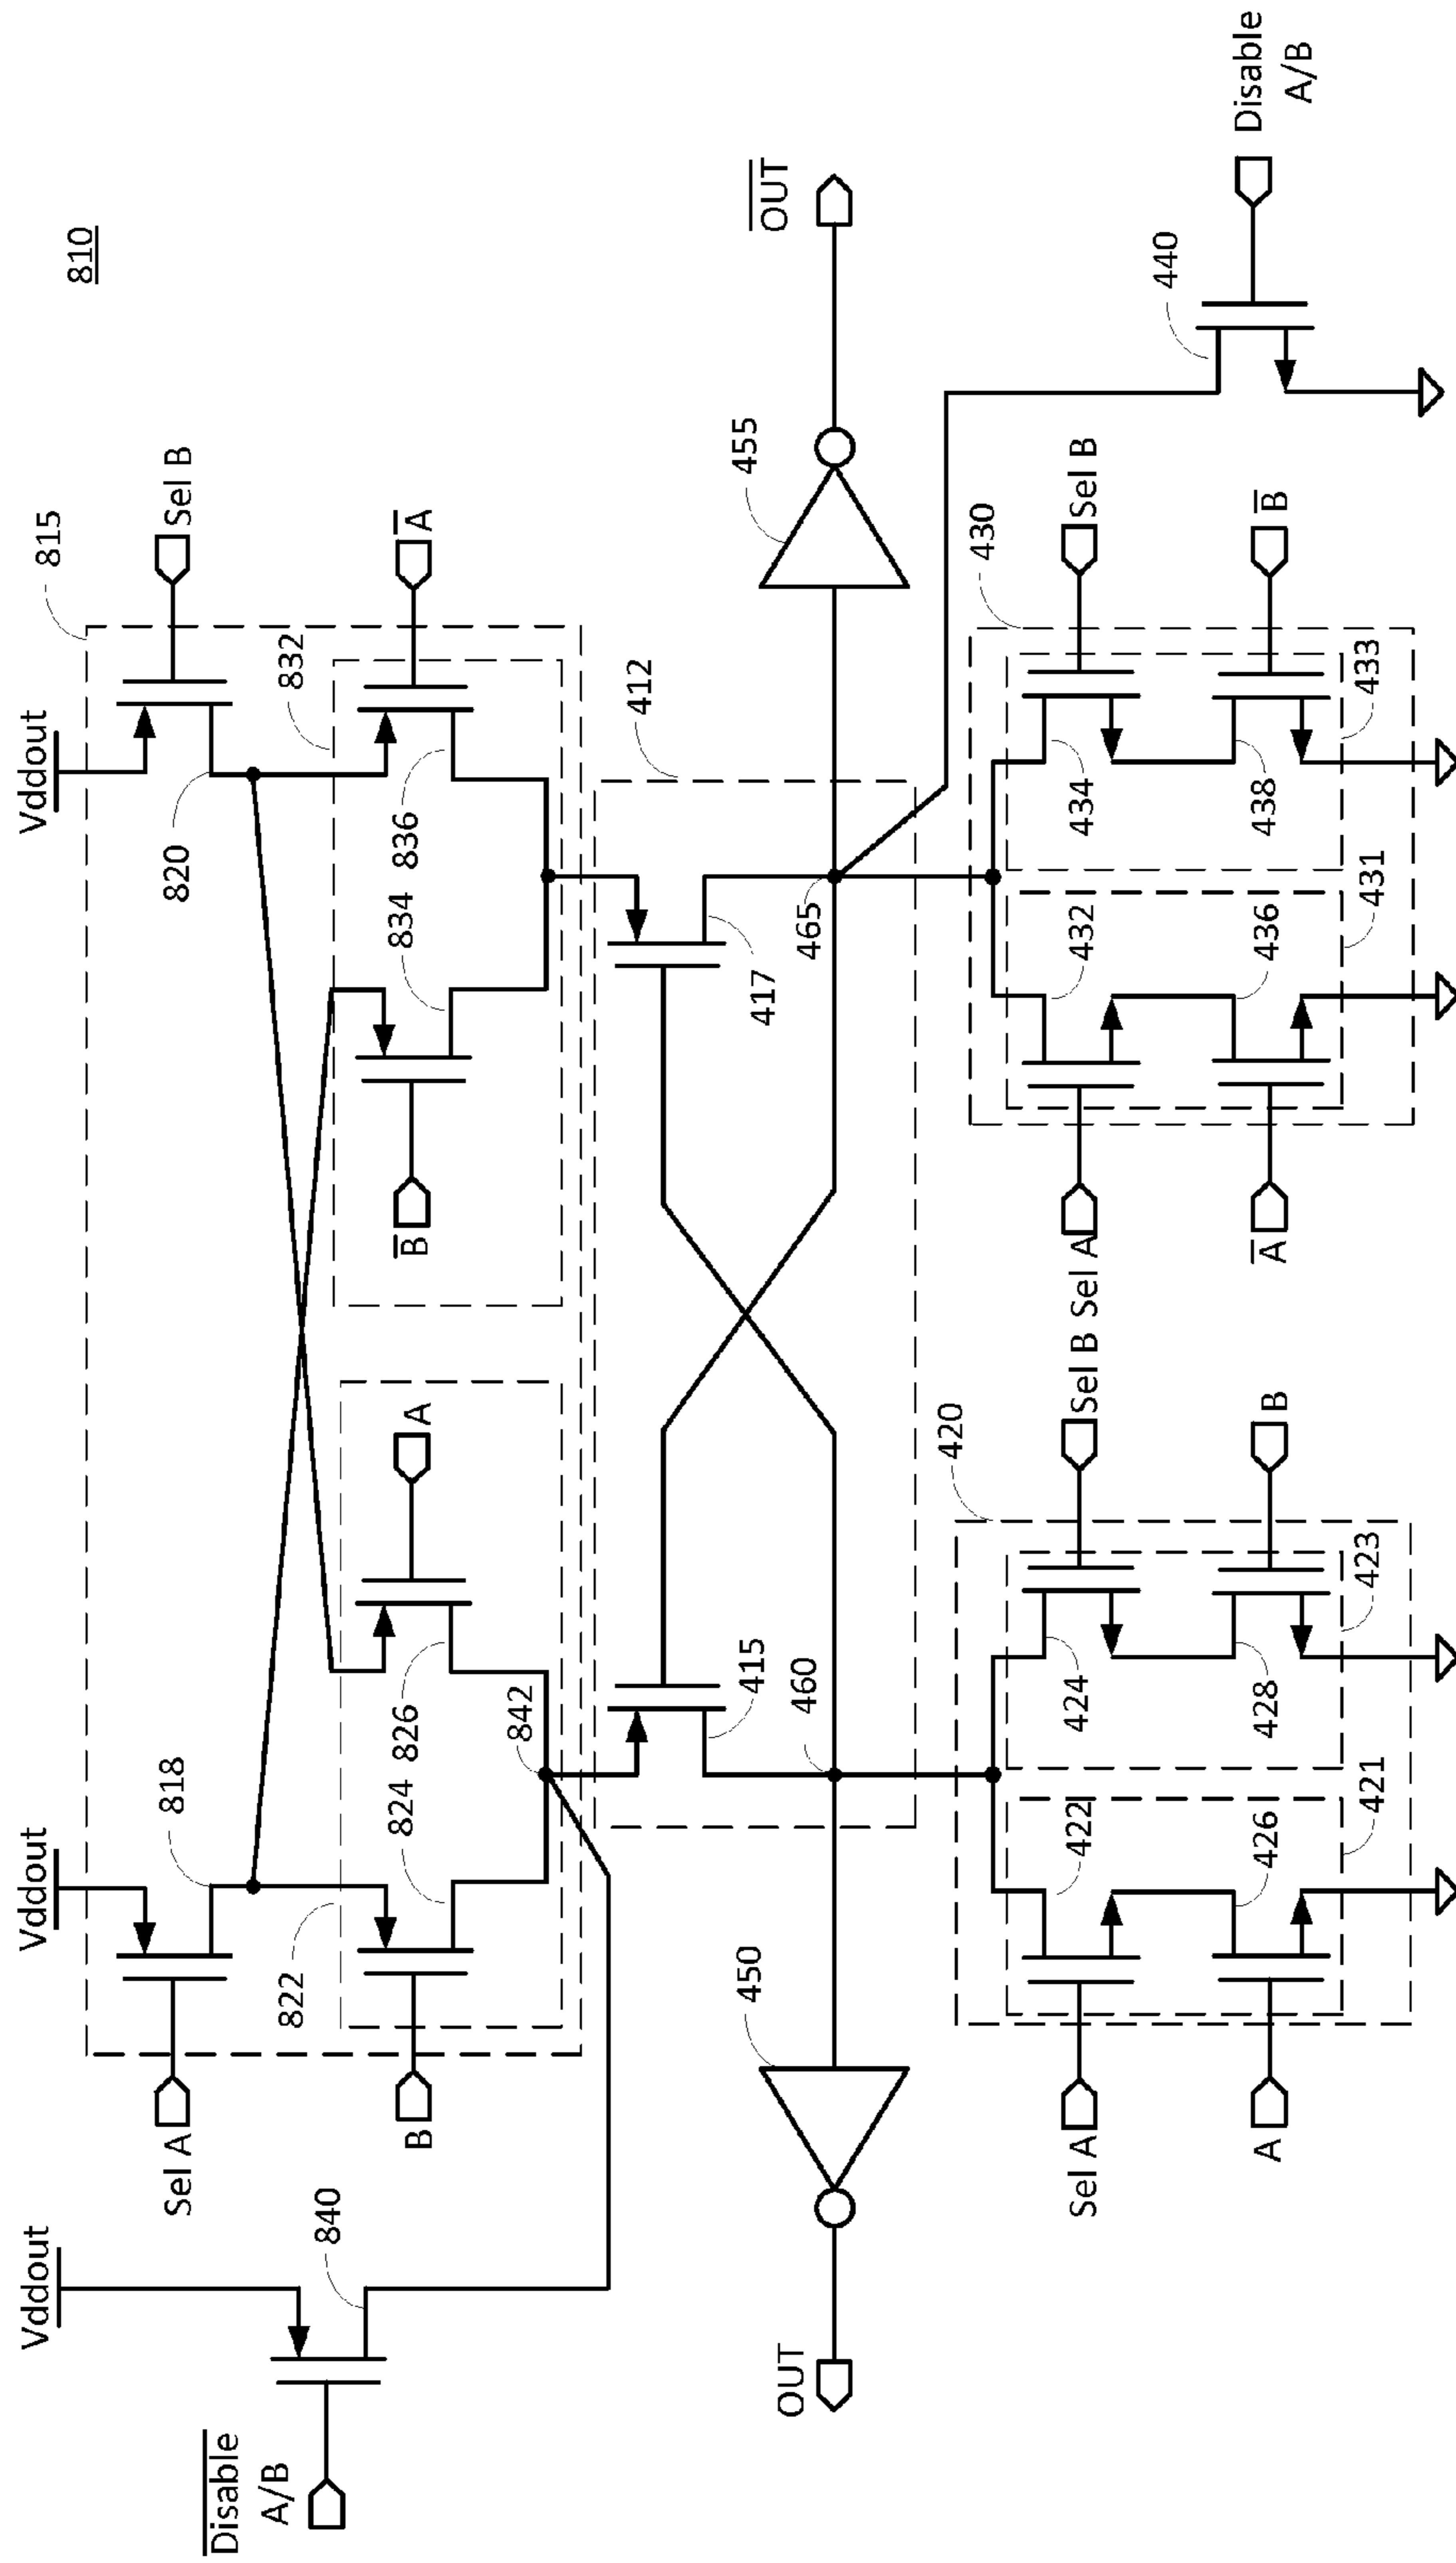 810
Vddout
Vddout
Vddout
815
Sel A
818
820
Sel B
Disable
A/B
840
822
832
B
824
826
A
B
834
836
A
842
412
415
417
OUT
450
460
465
455
OUT
420
430
440
Sel A
422
424
Sel B
Sel A
432
434
Sel B
Disable
A/B
A
426
428
B
A
436
438
B
421
423
431
433